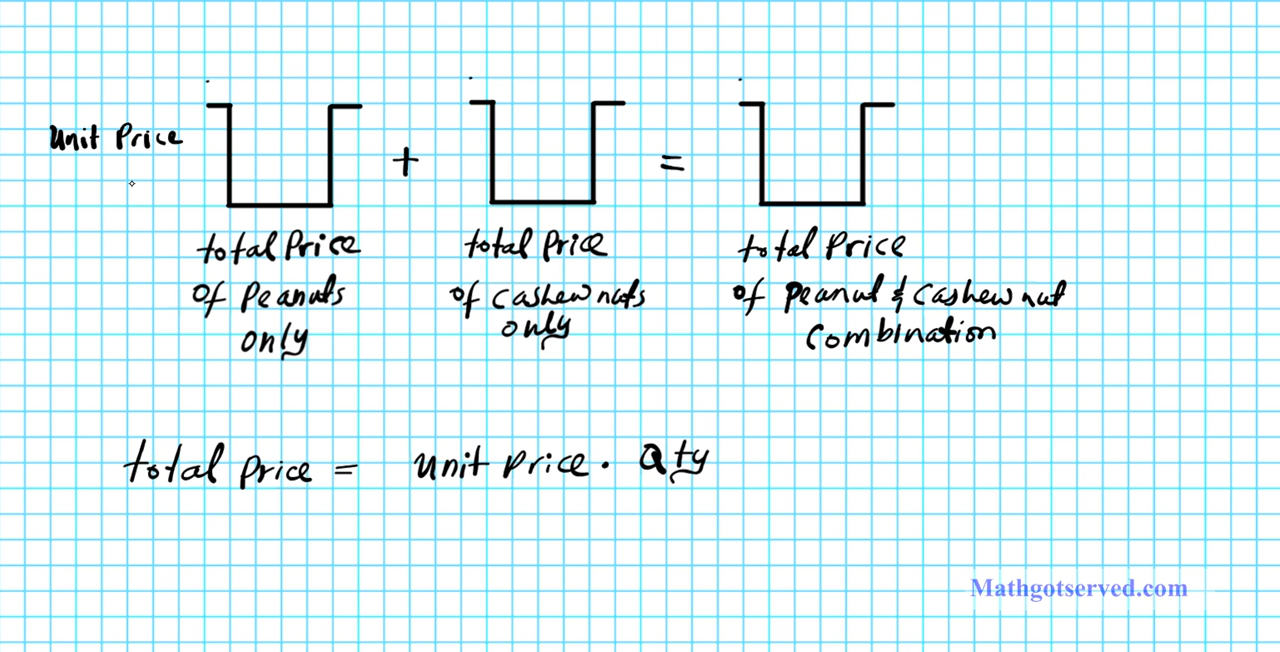 Unit Price
+ =
total Price
of Peanuts
only
total Price
of Cashew nuts
only
total Price
of Peanut & Cashew nut
Combination
total price = unit price · Qty
Mathgotserved.com